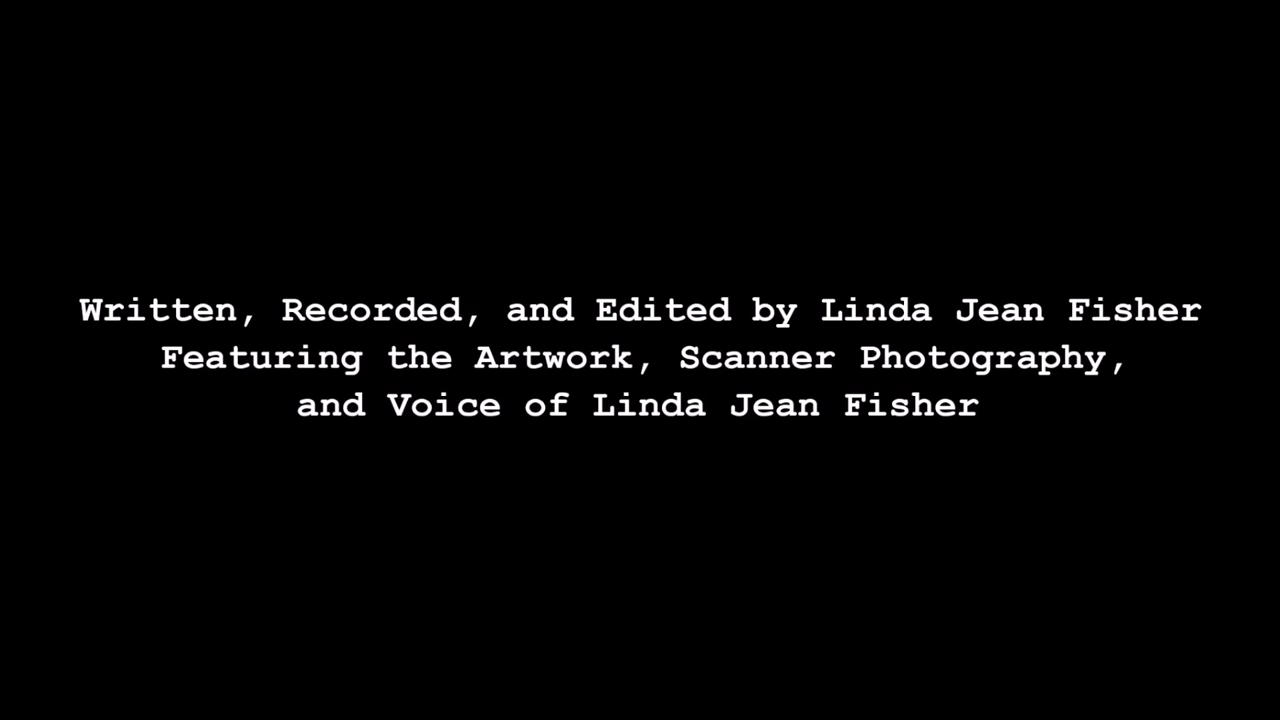 Written, Recorded, and Edited by Linda Jean Fisher
Featuring the Artwork, Scanner Photography,
and Voice of Linda Jean Fisher